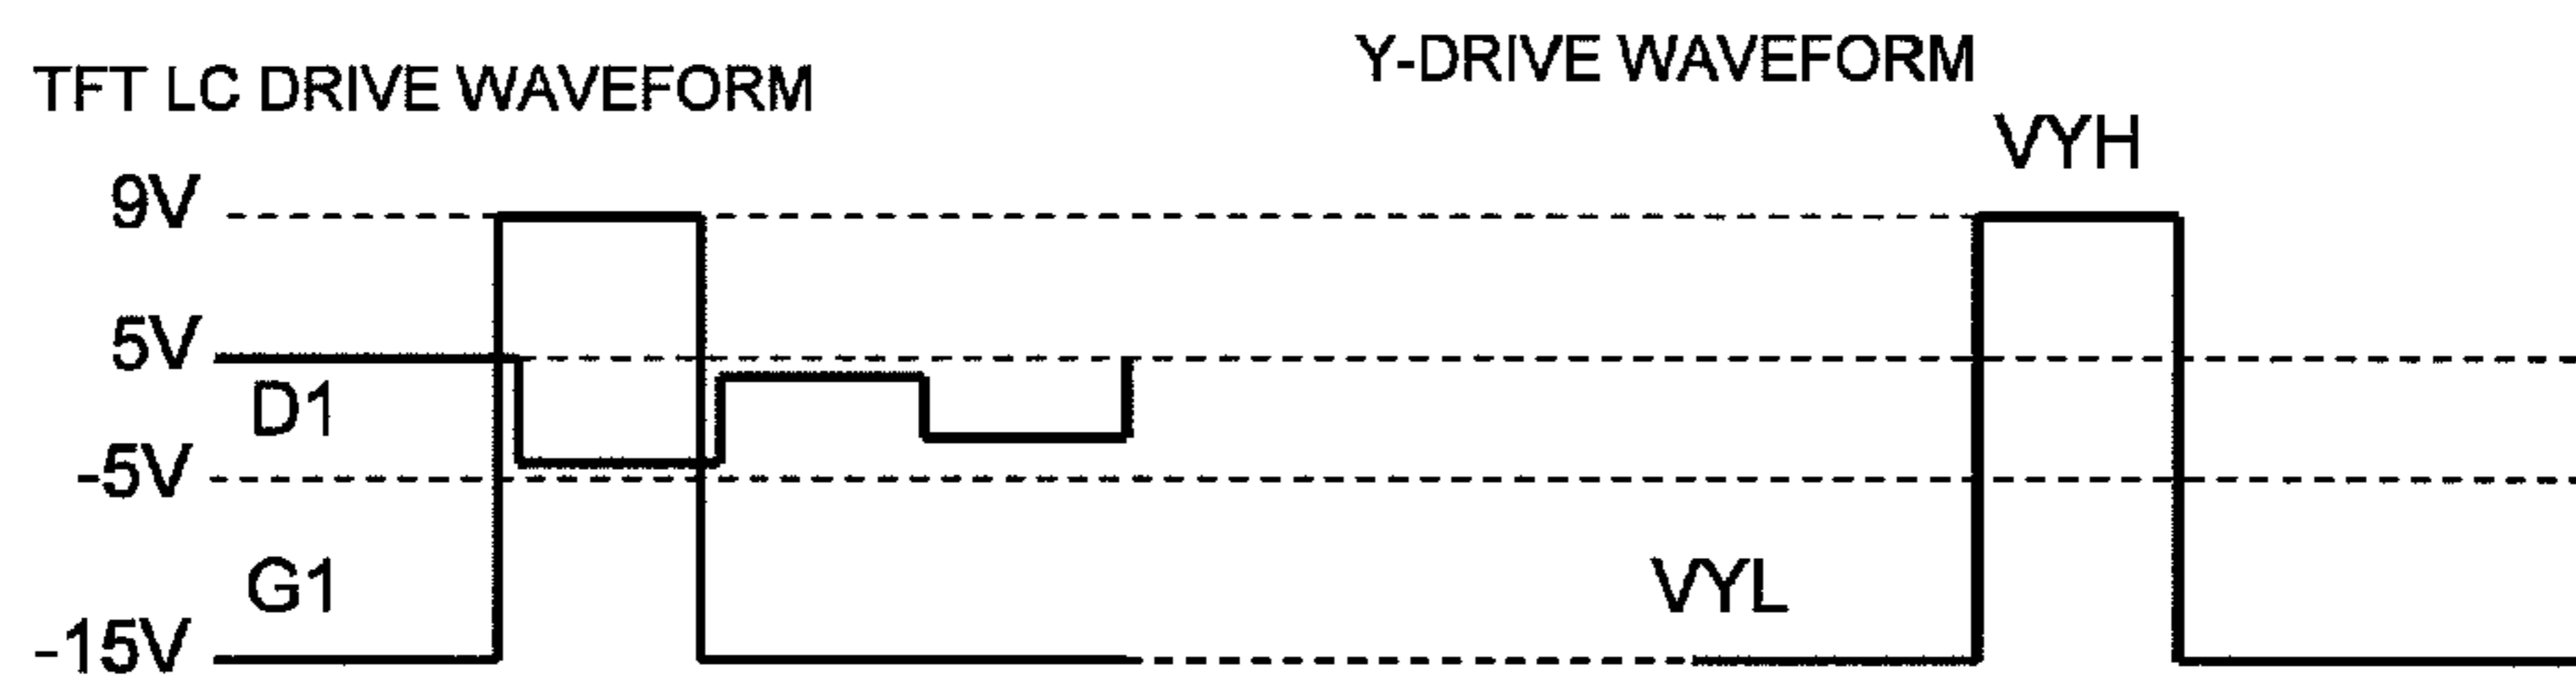 TFT LC DRIVE WAVEFORM
Y-DRIVE WAVEFORM
VYH
9V
5V
D1
-5V
G1
VYL
-15V